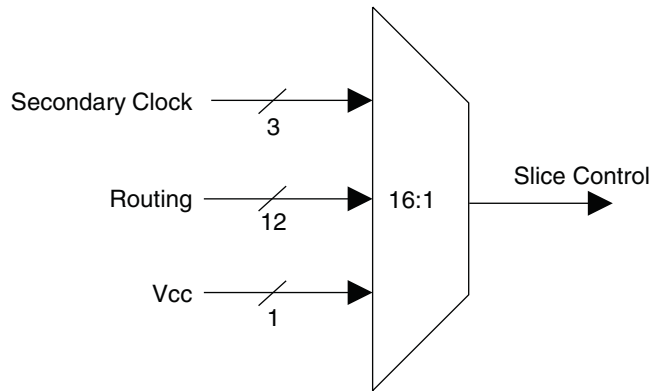 Secondary Clock
3
Routing
12
Vcc
1
16:1
Slice Control